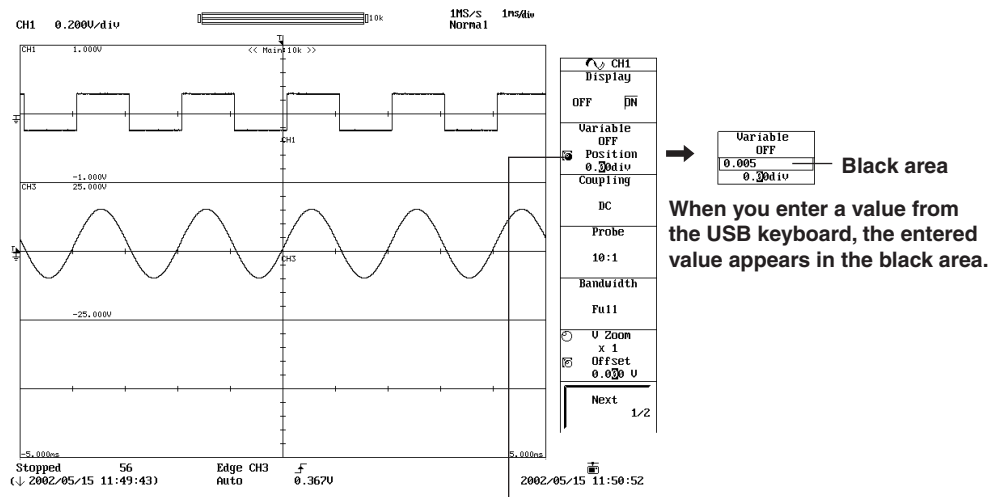 CH1 0.200V/div
10k
1MS/s 1ms/div
Normal
CH1 1.000V
<< Main:10k >>
CH1
-1.000V
CH3 25.000V
CH3
-25.000V
-5.000ms
5.000ms
Stopped 56
Edge CH3
(↓ 2002/05/15 11:49:43)
Auto 0.367V
2002/05/15 11:50:52
CH1
Display
OFF ON
Variable
OFF
Position
0.00div
Coupling
DC
Probe
10:1
Bandwidth
Full
V Zoom
x 1
Offset
0.000 V
Next
1/2
Variable
OFF
0.005
0.00div
Black area
When you enter a value from
the USB keyboard, the entered
value appears in the black area.